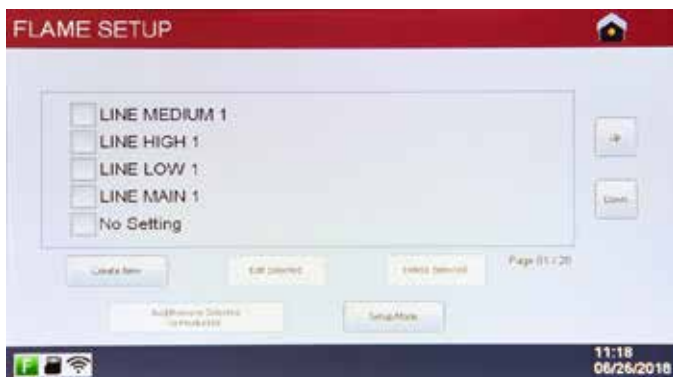 FLAME SETUP
LINE MEDIUM 1
LINE HIGH 1
LINE LOW 1
LINE MAIN 1
No Setting
Up
Down
Create New
Edit Selected
Delete Selected
Page 01 / 20
Setup Mode
F
11:18
06/26/2018